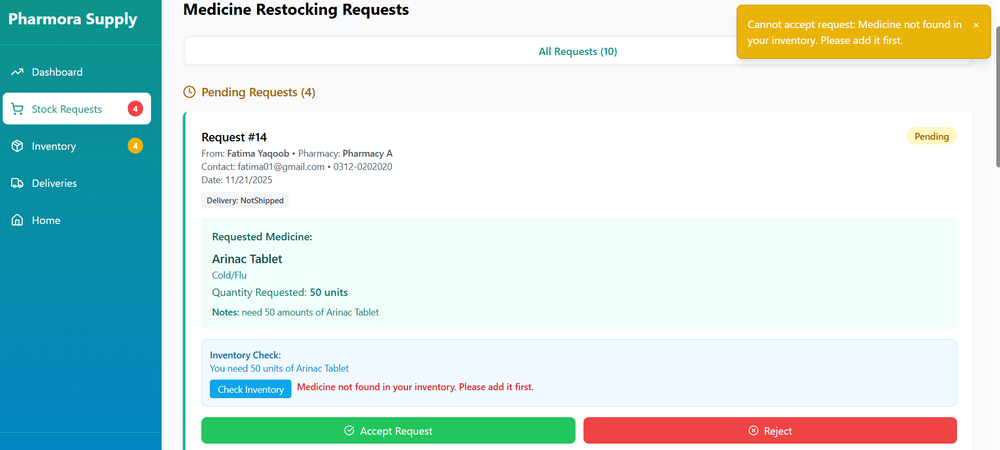 Pharmora Supply
Dashboard
Stock Requests 4
Inventory 4
Deliveries
Home
Medicine Restocking Requests
Cannot accept request: Medicine not found in ×
your inventory. Please add it first.
All Requests (10)
Pending Requests (4)
Request #14
Pending
From: Fatima Yaqoob • Pharmacy: Pharmacy A
Contact: fatima01@gmail.com • 0312-0202020
Date: 11/21/2025
Delivery: NotShipped
Requested Medicine:
Arinac Tablet
Cold/Flu
Quantity Requested: 50 units
Notes: need 50 amounts of Arinac Tablet
Inventory Check:
You need 50 units of Arinac Tablet
Check Inventory Medicine not found in your inventory. Please add it first.
Accept Request
Reject